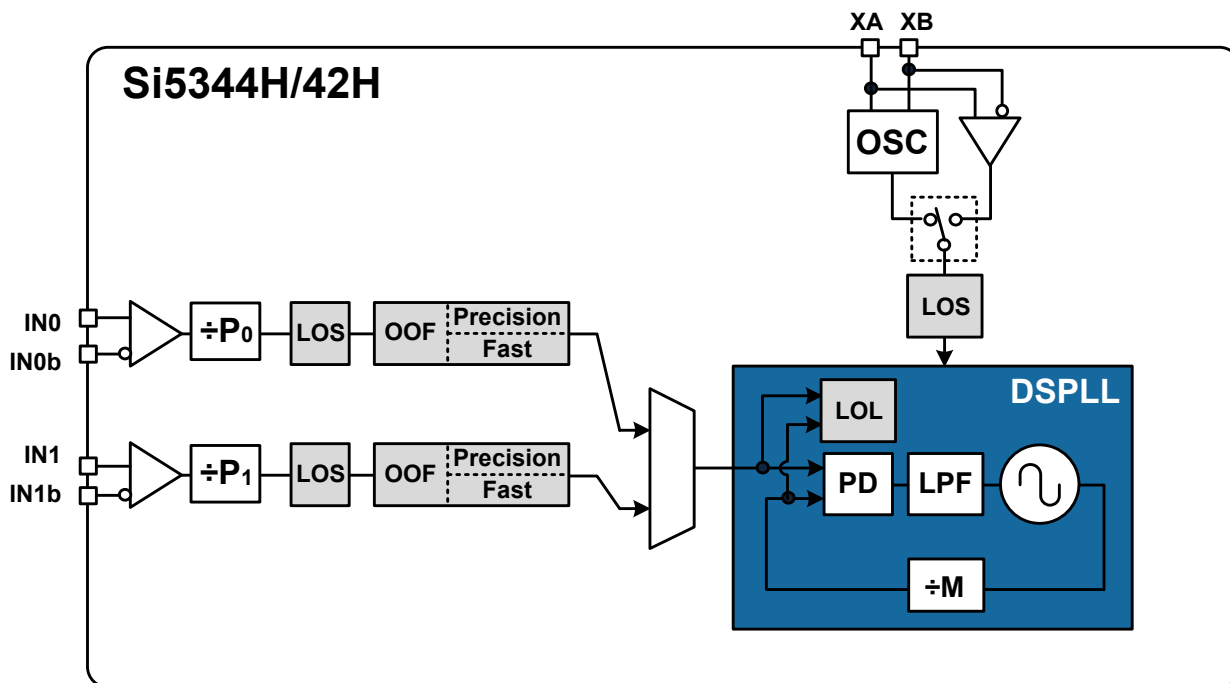 XA XB
Si5344H/42H
OSC
LOS
IN0
IN0b
÷P0
LOS
OOF
Precision
Fast
IN1
IN1b
÷P1
LOS
OOF
Precision
Fast
DSPLL
LOL
PD
LPF
÷M